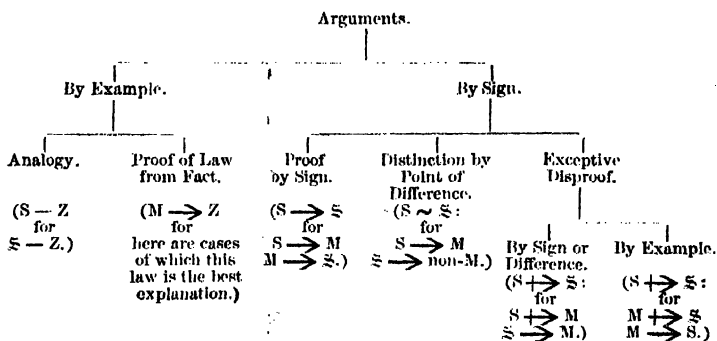 Arguments.
By Example.
By Sign.
Analogy.
(S — Z
for
𝔖 — Z.)
Proof of Law
from Fact.
(M → Z
for
here are cases
of which this
law is the best
explanation.)
Proof
by Sign.
(S → 𝔖
for
S → M
M → 𝔖.)
Distinction by
Point of
Difference.
(S ~ 𝔖:
for
S → M
𝔖 → non-M.)
Exceptive
Disproof.
By Sign or
Difference.
(S ⇸ 𝔖:
for
S ⇸ M
𝔖 → M.)
By Example.
(S ⇸ 𝔖:
for
M ⇸ 𝔖
M → S.)